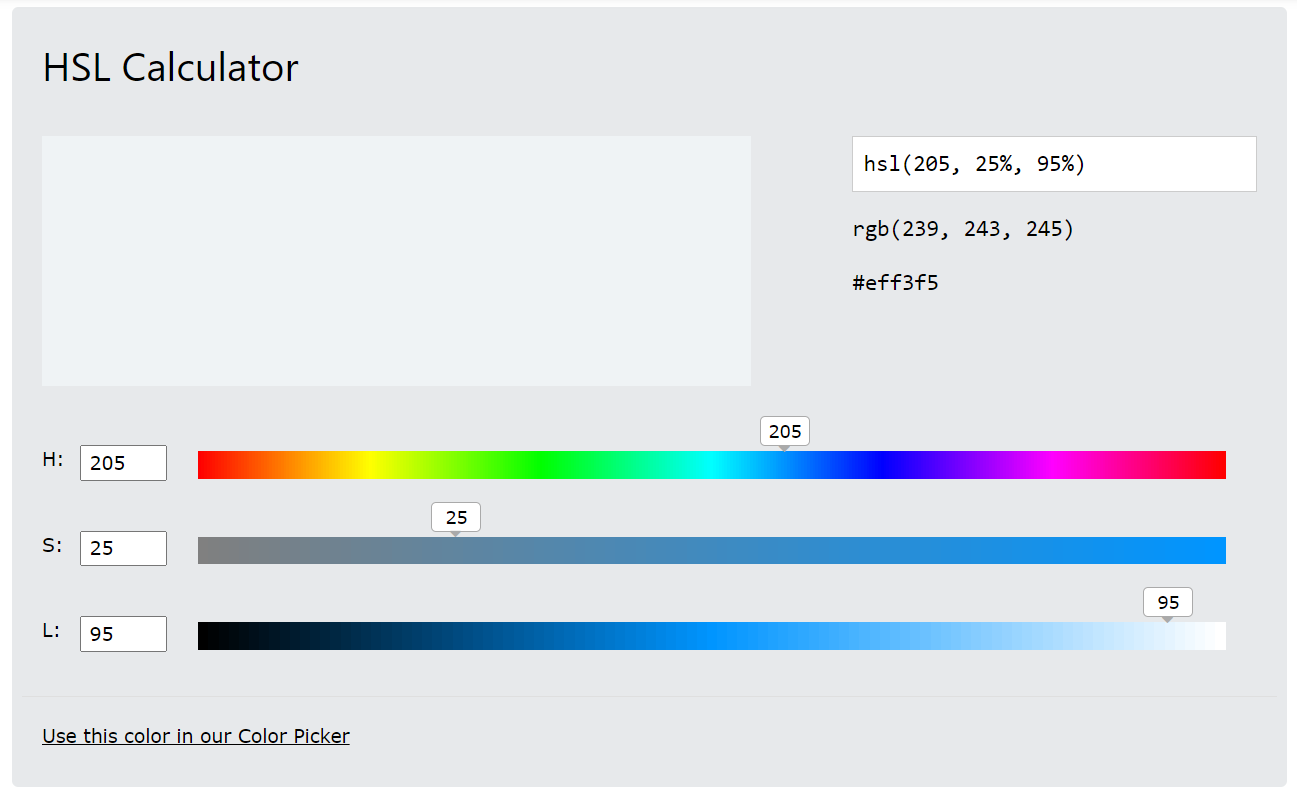 HSL Calculator
hsl(205, 25%, 95%)
rgb(239, 243, 245)
#eff3f5
205
H: 205
25
S: 25
95
L: 95
Use this color in our Color Picker